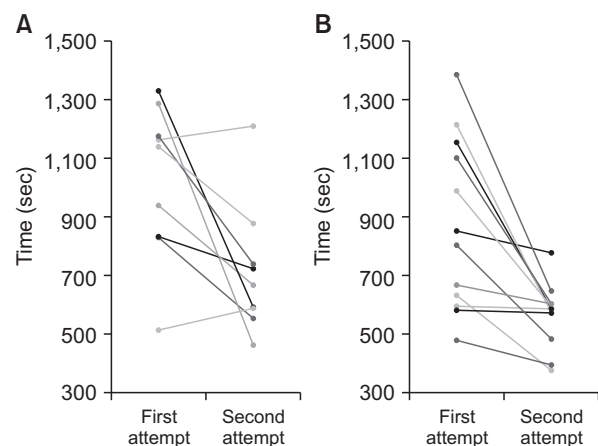 A
B
Time (sec)
1,500
1,300
1,100
900
700
500
300
First
attempt
Second
attempt
Time (sec)
1,500
1,300
1,100
900
700
500
300
First
attempt
Second
attempt